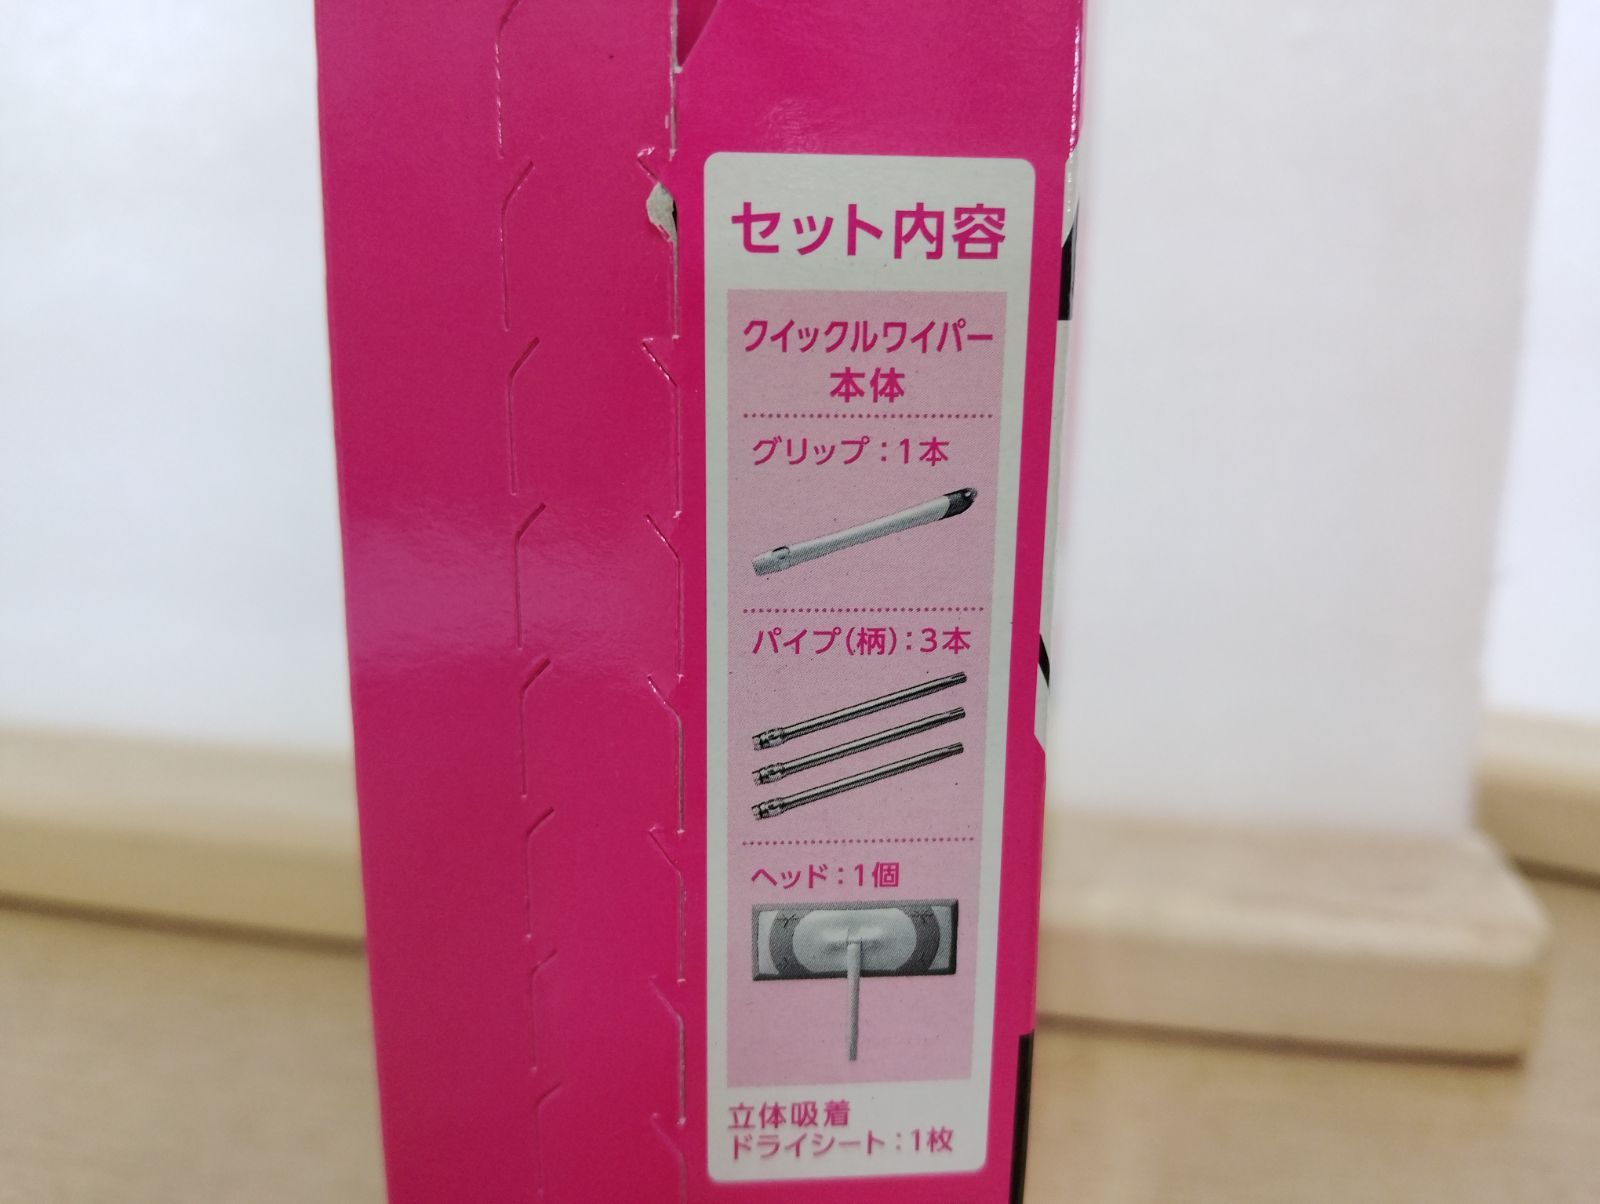 セット内容
クイックルワイパー
本体
グリップ：1本
パイプ(柄)：3本
ヘッド：1個
立体吸着
ドライシート：1枚